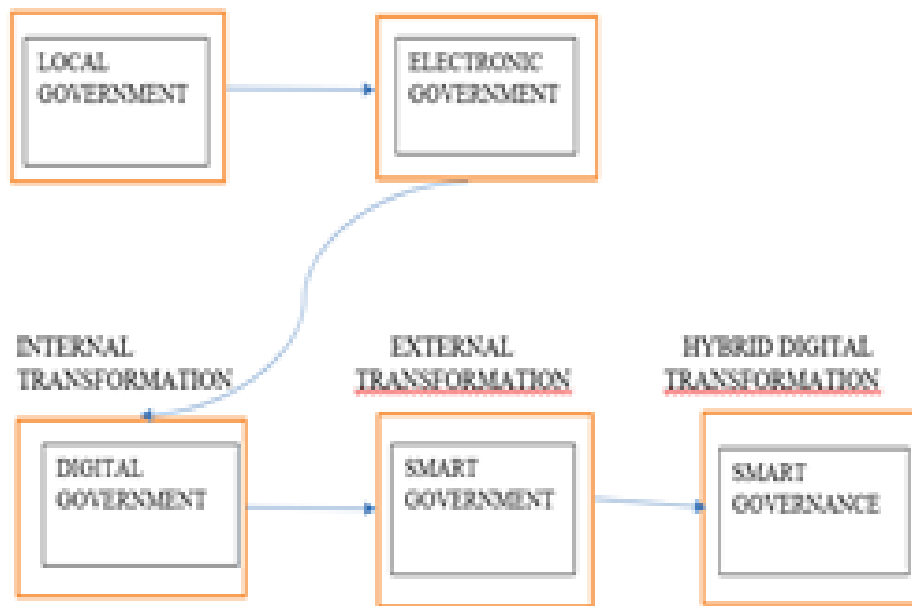 LOCAL
GOVERNMENT
ELECTRONIC
GOVERNMENT
INTERNAL
TRANSFORMATION
EXTERNAL
TRANSFORMATION
HYBRID DIGITAL
TRANSFORMATION
DIGITAL
GOVERNMENT
SMART
GOVERNMENT
SMART
GOVERNANCE